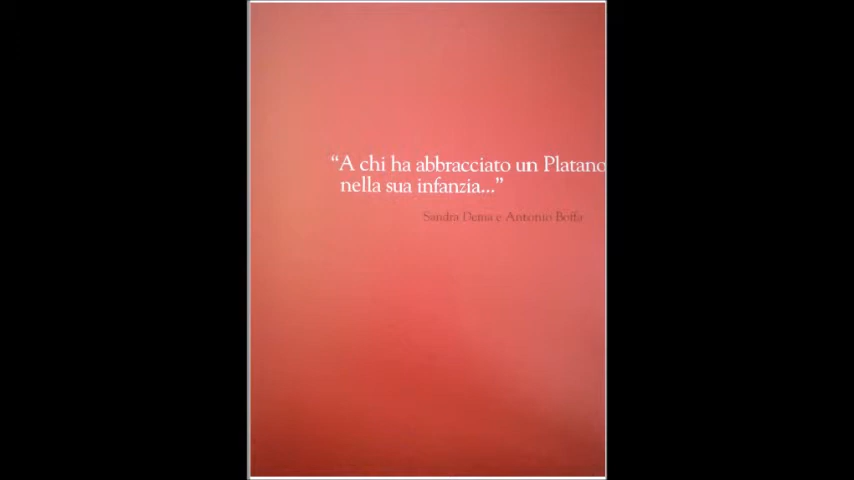 “A chi ha abbracciato un Platano
nella sua infanzia...”
Sandra Dema e Antonio Boffa